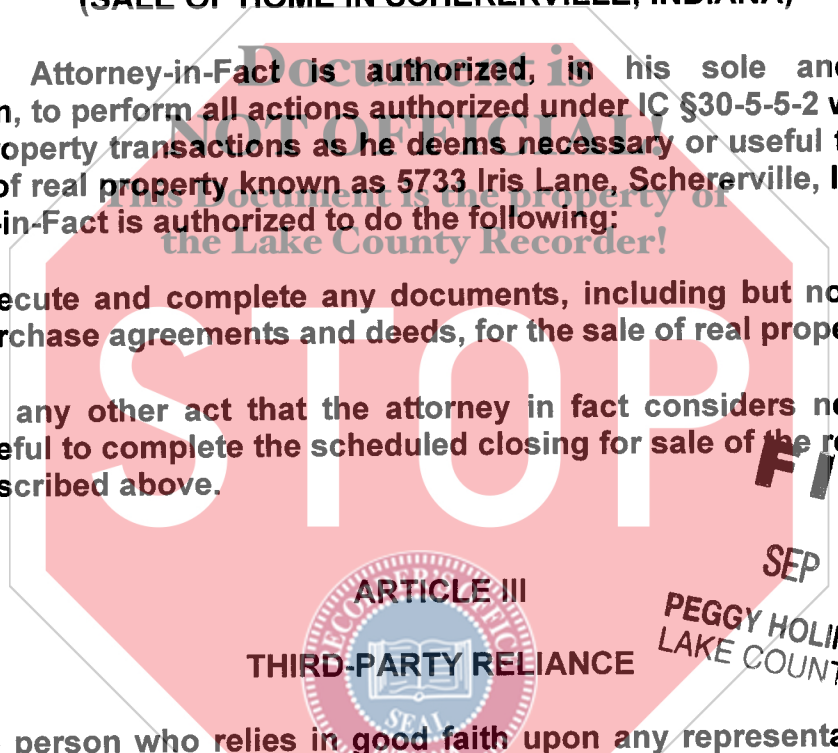 (SALE OF HOME IN SCHERERVILLE, INDIANA)
Attorney-in-Fact is authorized, in his sole an
n, to perform all actions authorized under IC §30-5-5-2 w
operty transactions as he deems necessary or useful
of real property known as 5733 Iris Lane, Schererville, I
-in-Fact is authorized to do the following:
Document is
NOT OFFICIAL!
This Document is the property of
the Lake County Recorder!
ecute and complete any documents, including but no
rchase agreements and deeds, for the sale of real prope
any other act that the attorney in fact considers ne
eful to complete the scheduled closing for sale of the r
scribed above.
STOP
FI
SEP
PEGGY HOLI
LAKE COUNT
ARTICLE III
THIRD-PARTY RELIANCE
RECORDER'S OFFICE
SEAL
person who relies in good faith upon any represent